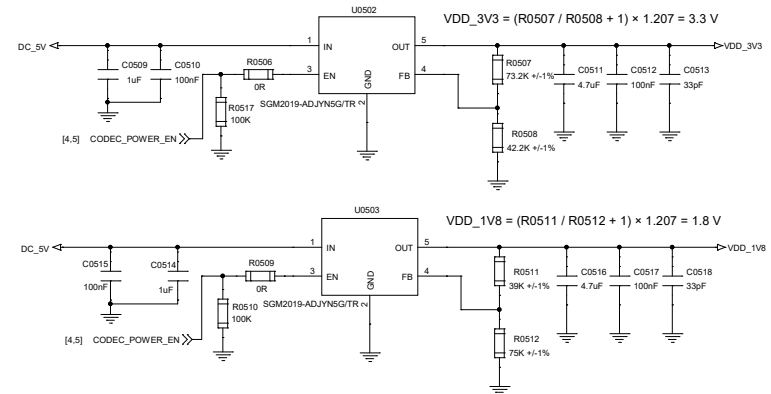 U0502
VDD_3V3 = (R0507 / R0508 + 1) × 1.207 = 3.3 V
DC_5V
1 IN
OUT 5
VDD_3V3
C0509
1uF
C0510
100nF
R0506
0R
3 EN
GND
2
FB 4
R0507
73.2K +/-1%
C0511
4.7uF
C0512
100nF
C0513
33pF
R0517
100K
SGM2019-ADJYN5G/TR
[4,5] CODEC_POWER_EN
R0508
42.2K +/-1%
U0503
VDD_1V8 = (R0511 / R0512 + 1) × 1.207 = 1.8 V
DC_5V
1 IN
OUT 5
VDD_1V8
C0515
100nF
C0514
1uF
R0509
0R
3 EN
GND
2
FB 4
R0511
39K +/-1%
C0516
4.7uF
C0517
100nF
C0518
33pF
R0510
100K
SGM2019-ADJYN5G/TR
[4,5] CODEC_POWER_EN
R0512
75K +/-1%